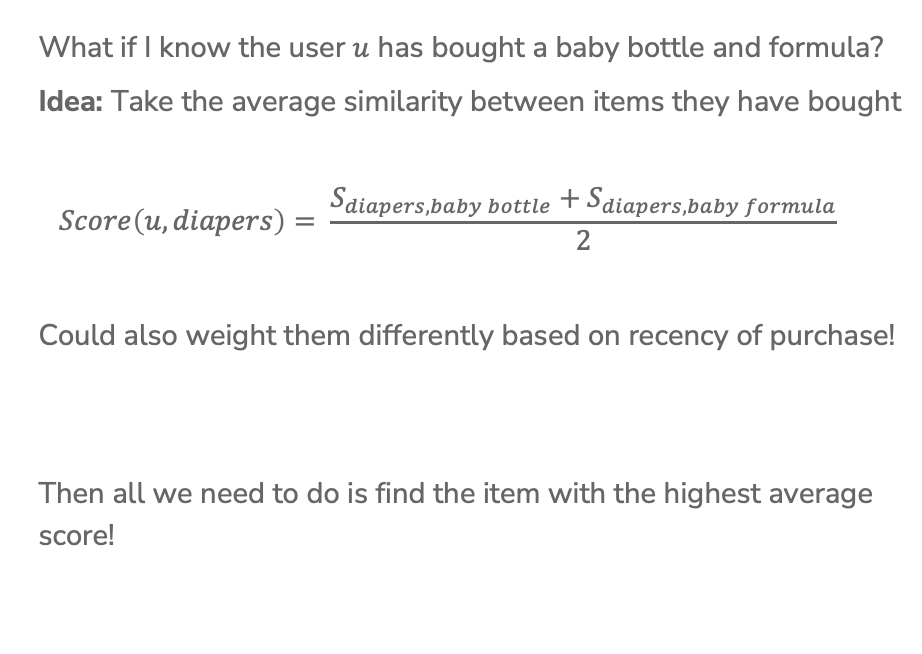 What if I know the user u has bought a baby bottle and formula?
Idea: Take the average similarity between items they have bought
Score(u, diapers) = (S_diapers,baby bottle + S_diapers,baby formula) / 2
Could also weight them differently based on recency of purchase!
Then all we need to do is find the item with the highest average
score!